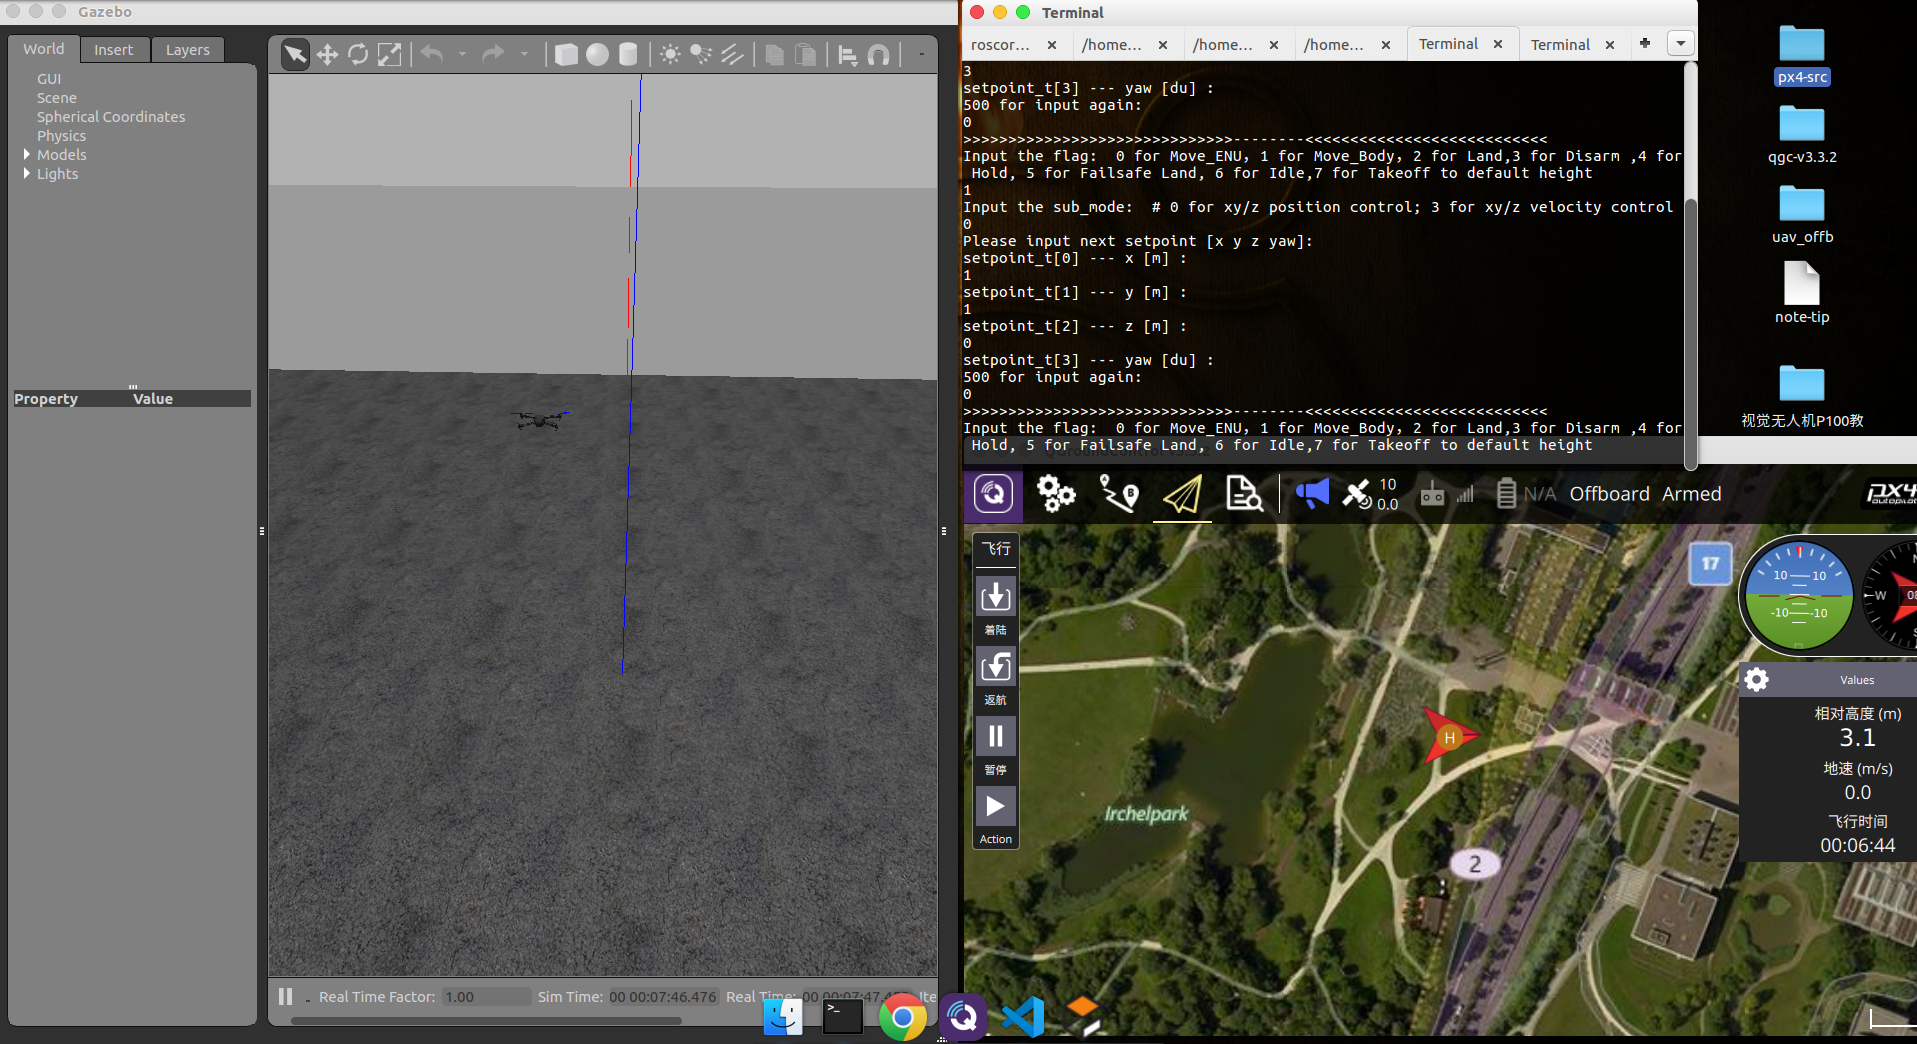 Gazebo
World
Insert
Layers
GUI
Scene
Spherical Coordinates
Physics
Models
Lights
Property
Value
Real Time Factor:
1.00
Sim Time:
00 00:07:46.476
Real Time:
00 00:07:47.
Ite
Terminal
roscor...
/home...
/home...
/home...
Terminal
Terminal
3
setpoint_t[3] --- yaw [du] :
500 for input again:
0
>>>>>>>>>>>>>>>>>>>>>>>>>>>>>>--------<<<<<<<<<<<<<<<<<<<<<<<<<<<
Input the flag:  0 for Move_ENU, 1 for Move_Body, 2 for Land,3 for Disarm ,4 for
 Hold, 5 for Failsafe Land, 6 for Idle,7 for Takeoff to default height
1
Input the sub_mode:  # 0 for xy/z position control; 3 for xy/z velocity control
0
Please input next setpoint [x y z yaw]:
setpoint_t[0] --- x [m] :
1
setpoint_t[1] --- y [m] :
1
setpoint_t[2] --- z [m] :
0
setpoint_t[3] --- yaw [du] :
500 for input again:
0
>>>>>>>>>>>>>>>>>>>>>>>>>>>>>>--------<<<<<<<<<<<<<<<<<<<<<<<<<<<
Input the flag:  0 for Move_ENU, 1 for Move_Body, 2 for Land,3 for Disarm ,4 for
 Hold, 5 for Failsafe Land, 6 for Idle,7 for Takeoff to default height
px4-src
qgc-v3.3.2
uav_offb
note-tip
视觉无人机P100教
10
0.0
N/A
Offboard
Armed
px4
autopilot
飞行
着陆
返航
暂停
Action
17
10
10
-10
-10
W
Irchelpark
H
2
Values
相对高度 (m)
3.1
地速 (m/s)
0.0
飞行时间
00:06:44